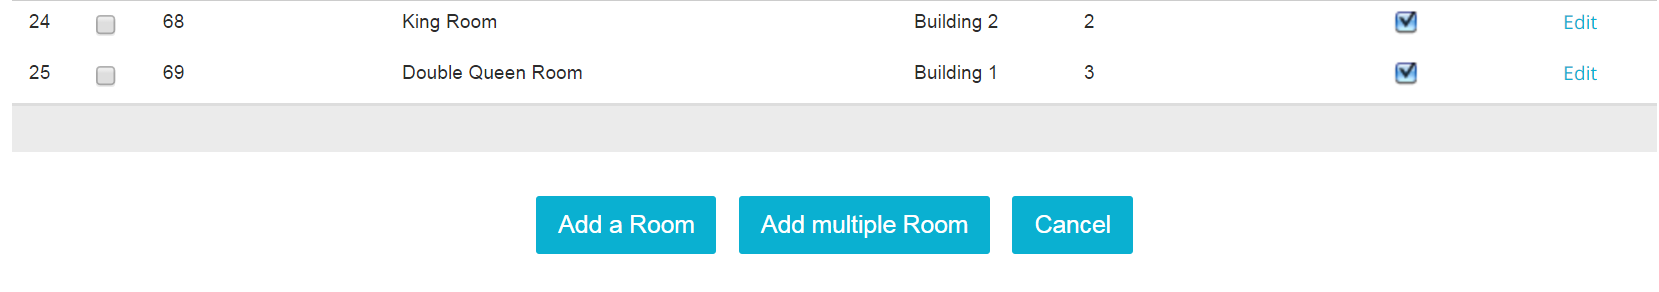 24 68 King Room Building 2 2 Edit
25 69 Double Queen Room Building 1 3 Edit
Add a Room Add multiple Room Cancel